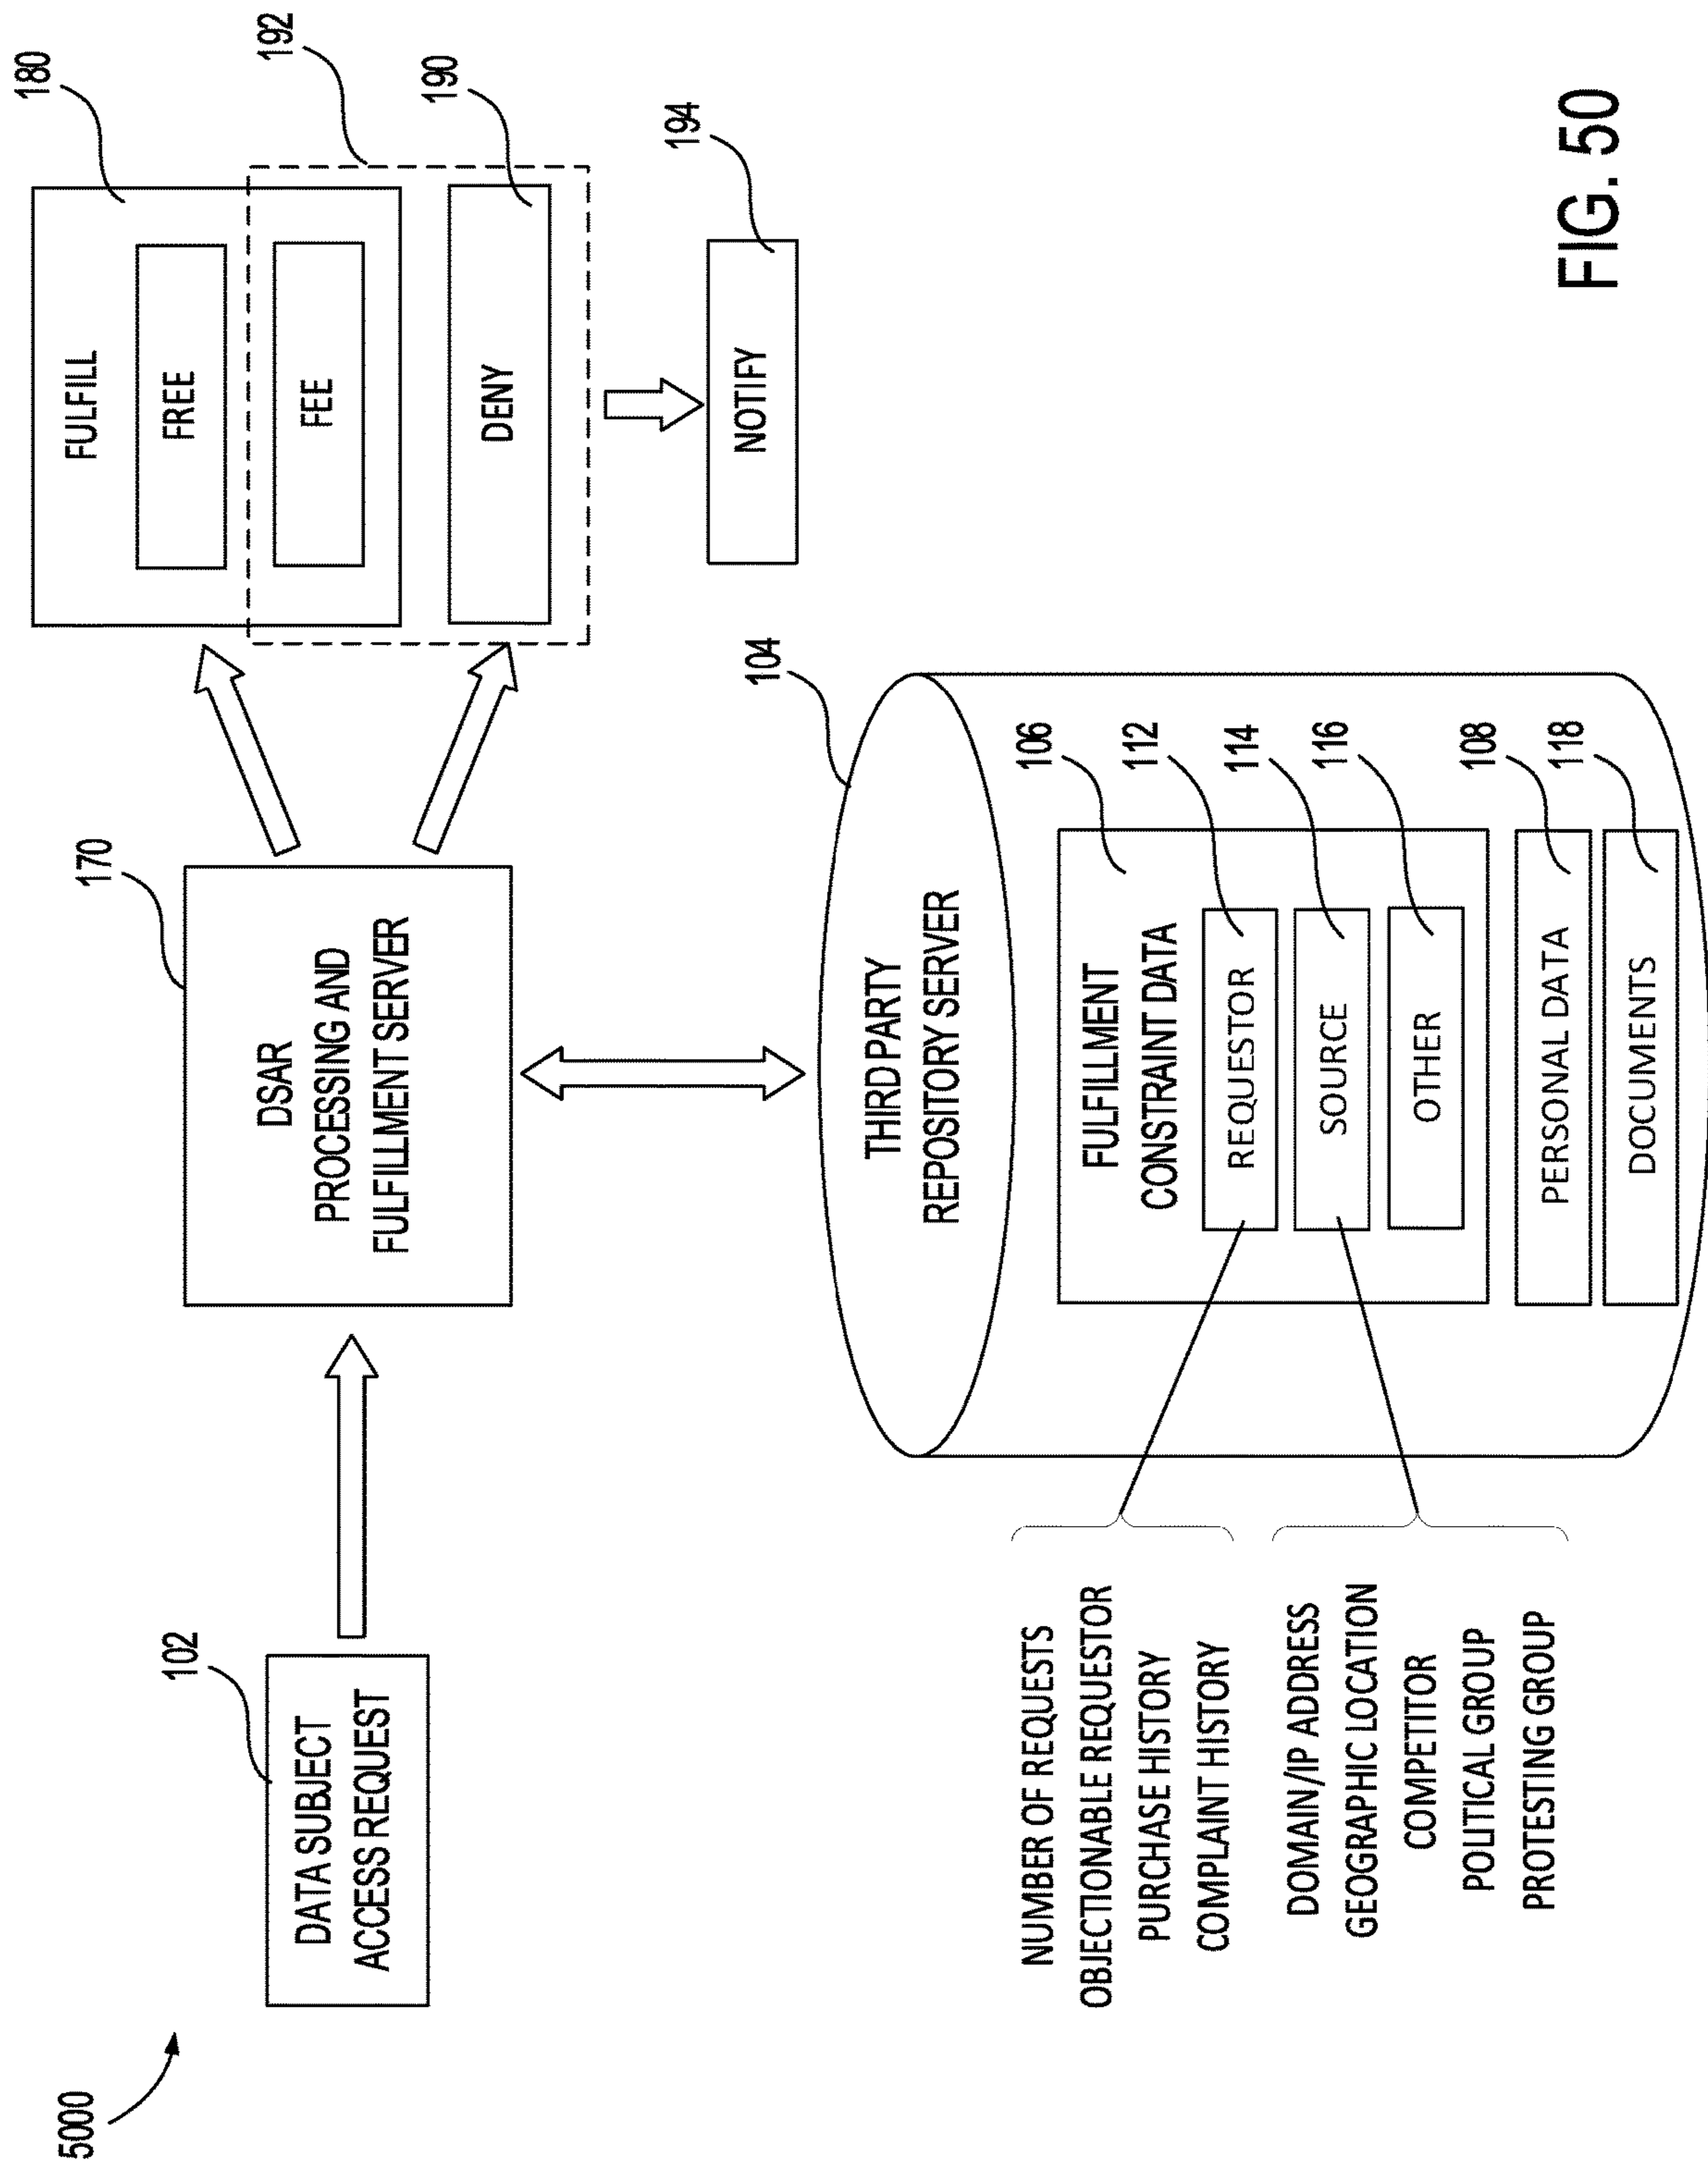 5000
102
DATA SUBJECT
ACCESS REQUEST
170
DSAR
PROCESSING AND
FULFILLMENT SERVER
180
FULFILL
FREE
FEE
192
190
DENY
194
NOTIFY
104
THIRD PARTY
REPOSITORY SERVER
106
FULFILLMENT
CONSTRAINT DATA
112
REQUESTOR
114
SOURCE
116
OTHER
108
PERSONAL DATA
118
DOCUMENTS
NUMBER OF REQUESTS
OBJECTIONABLE REQUESTOR
PURCHASE HISTORY
COMPLAINT HISTORY
DOMAIN/IP ADDRESS
GEOGRAPHIC LOCATION
COMPETITOR
POLITICAL GROUP
PROTESTING GROUP
FIG. 50